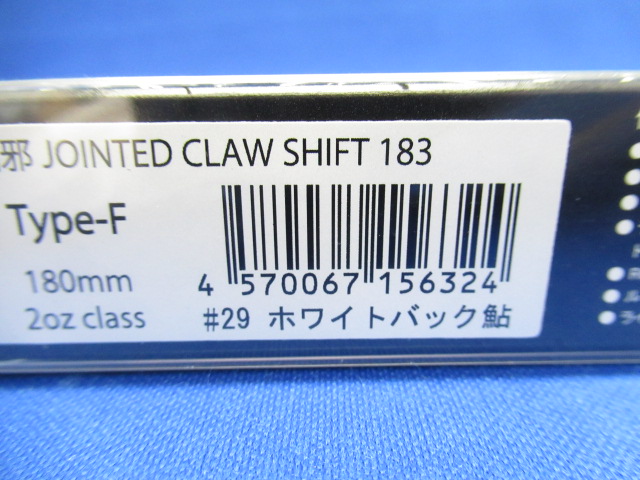 邪 JOINTED CLAW SHIFT 183
Type-F
180mm
2oz class
4 570067 156324
#29 ホワイトバック鮎